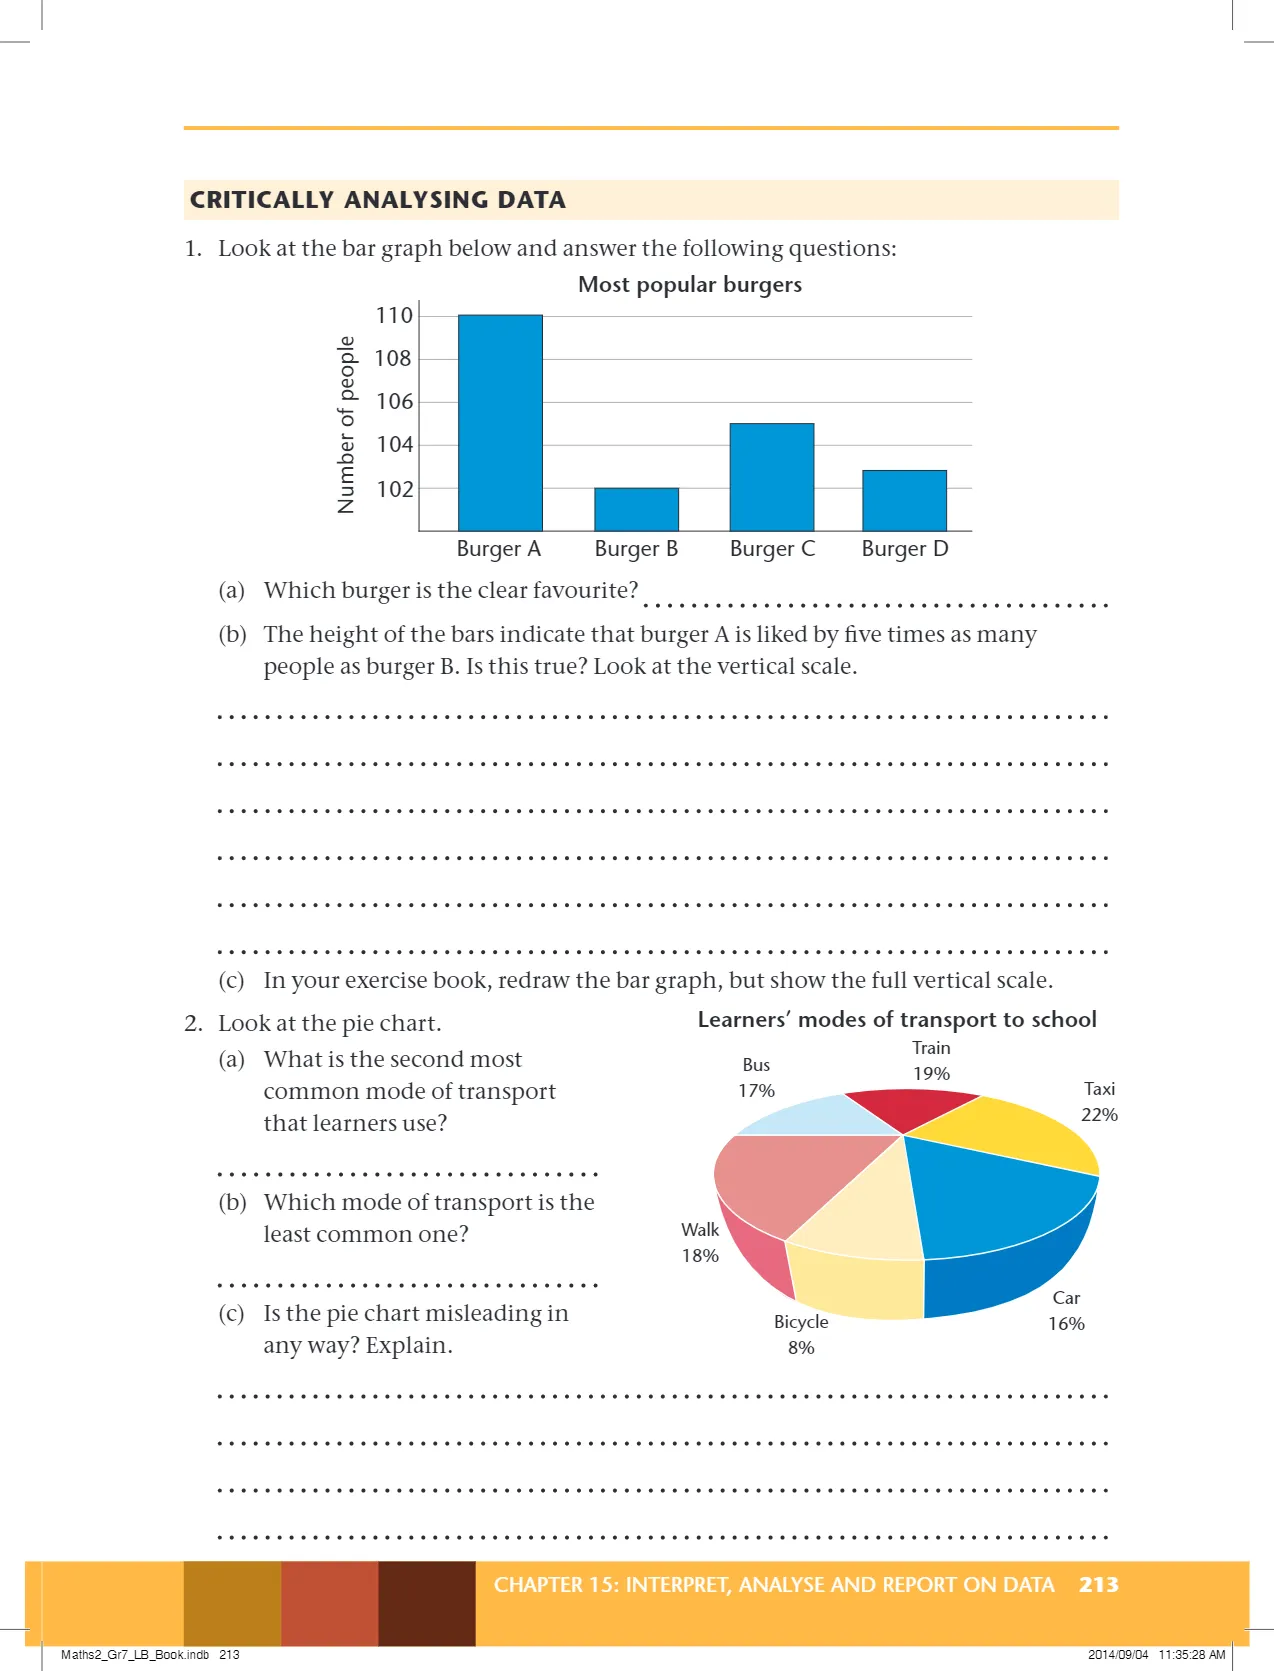 CRITICALLY ANALYSING DATA
1. Look at the bar graph below and answer the following questions:
Most popular burgers
Number of people
110
108
106
104
102
Burger A Burger B Burger C Burger D
(a) Which burger is the clear favourite?
(b) The height of the bars indicate that burger A is liked by five times as many
people as burger B. Is this true? Look at the vertical scale.
(c) In your exercise book, redraw the bar graph, but show the full vertical scale.
2. Look at the pie chart.
(a) What is the second most
common mode of transport
that learners use?
(b) Which mode of transport is the
least common one?
(c) Is the pie chart misleading in
any way? Explain.
Learners’ modes of transport to school
Train
19%
Bus
17%
Taxi
22%
Walk
18%
Car
16%
Bicycle
8%
CHAPTER 15: INTERPRET, ANALYSE AND REPORT ON DATA 213
Maths2_Gr7_LB_Book.indb 213
2014/09/04 11:35:28 AM